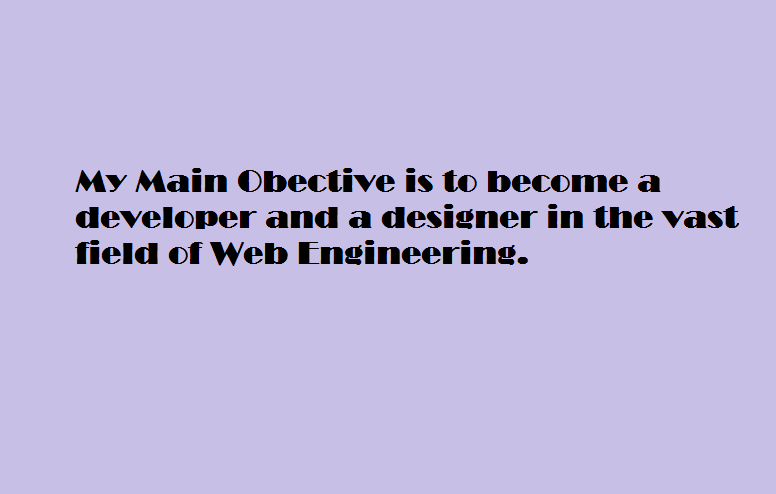 My Main Obective is to become a
developer and a designer in the vast
field of Web Engineering.